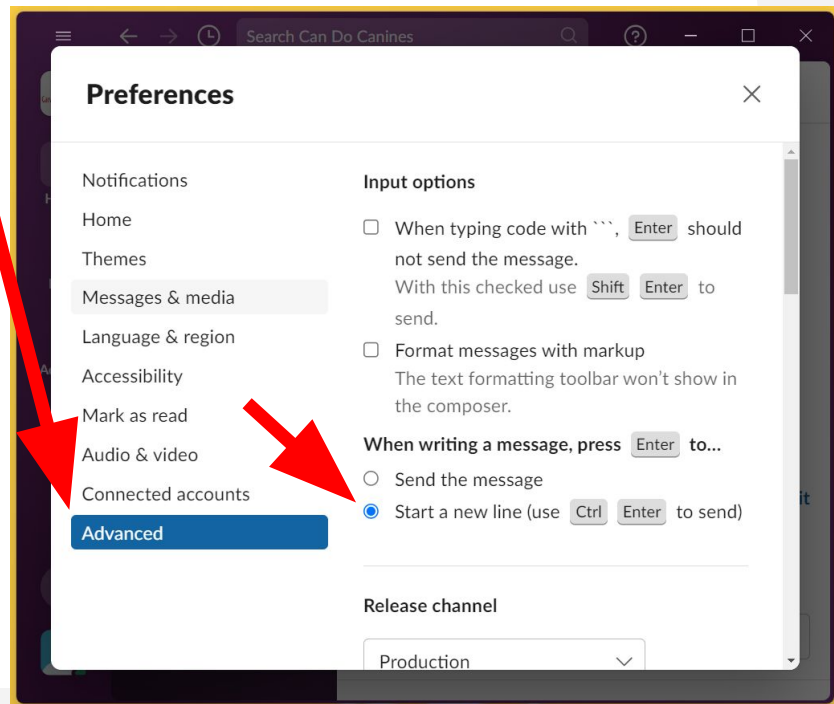 Search Can Do Canines
Preferences
Notifications
Home
Themes
Messages & media
Language & region
Accessibility
Mark as read
Audio & video
Connected accounts
Advanced
Input options
When typing code with ```, Enter should
not send the message.
With this checked use Shift Enter to
send.
Format messages with markup
The text formatting toolbar won't show in
the composer.
When writing a message, press Enter to...
Send the message
Start a new line (use Ctrl Enter to send)
Release channel
Production
it